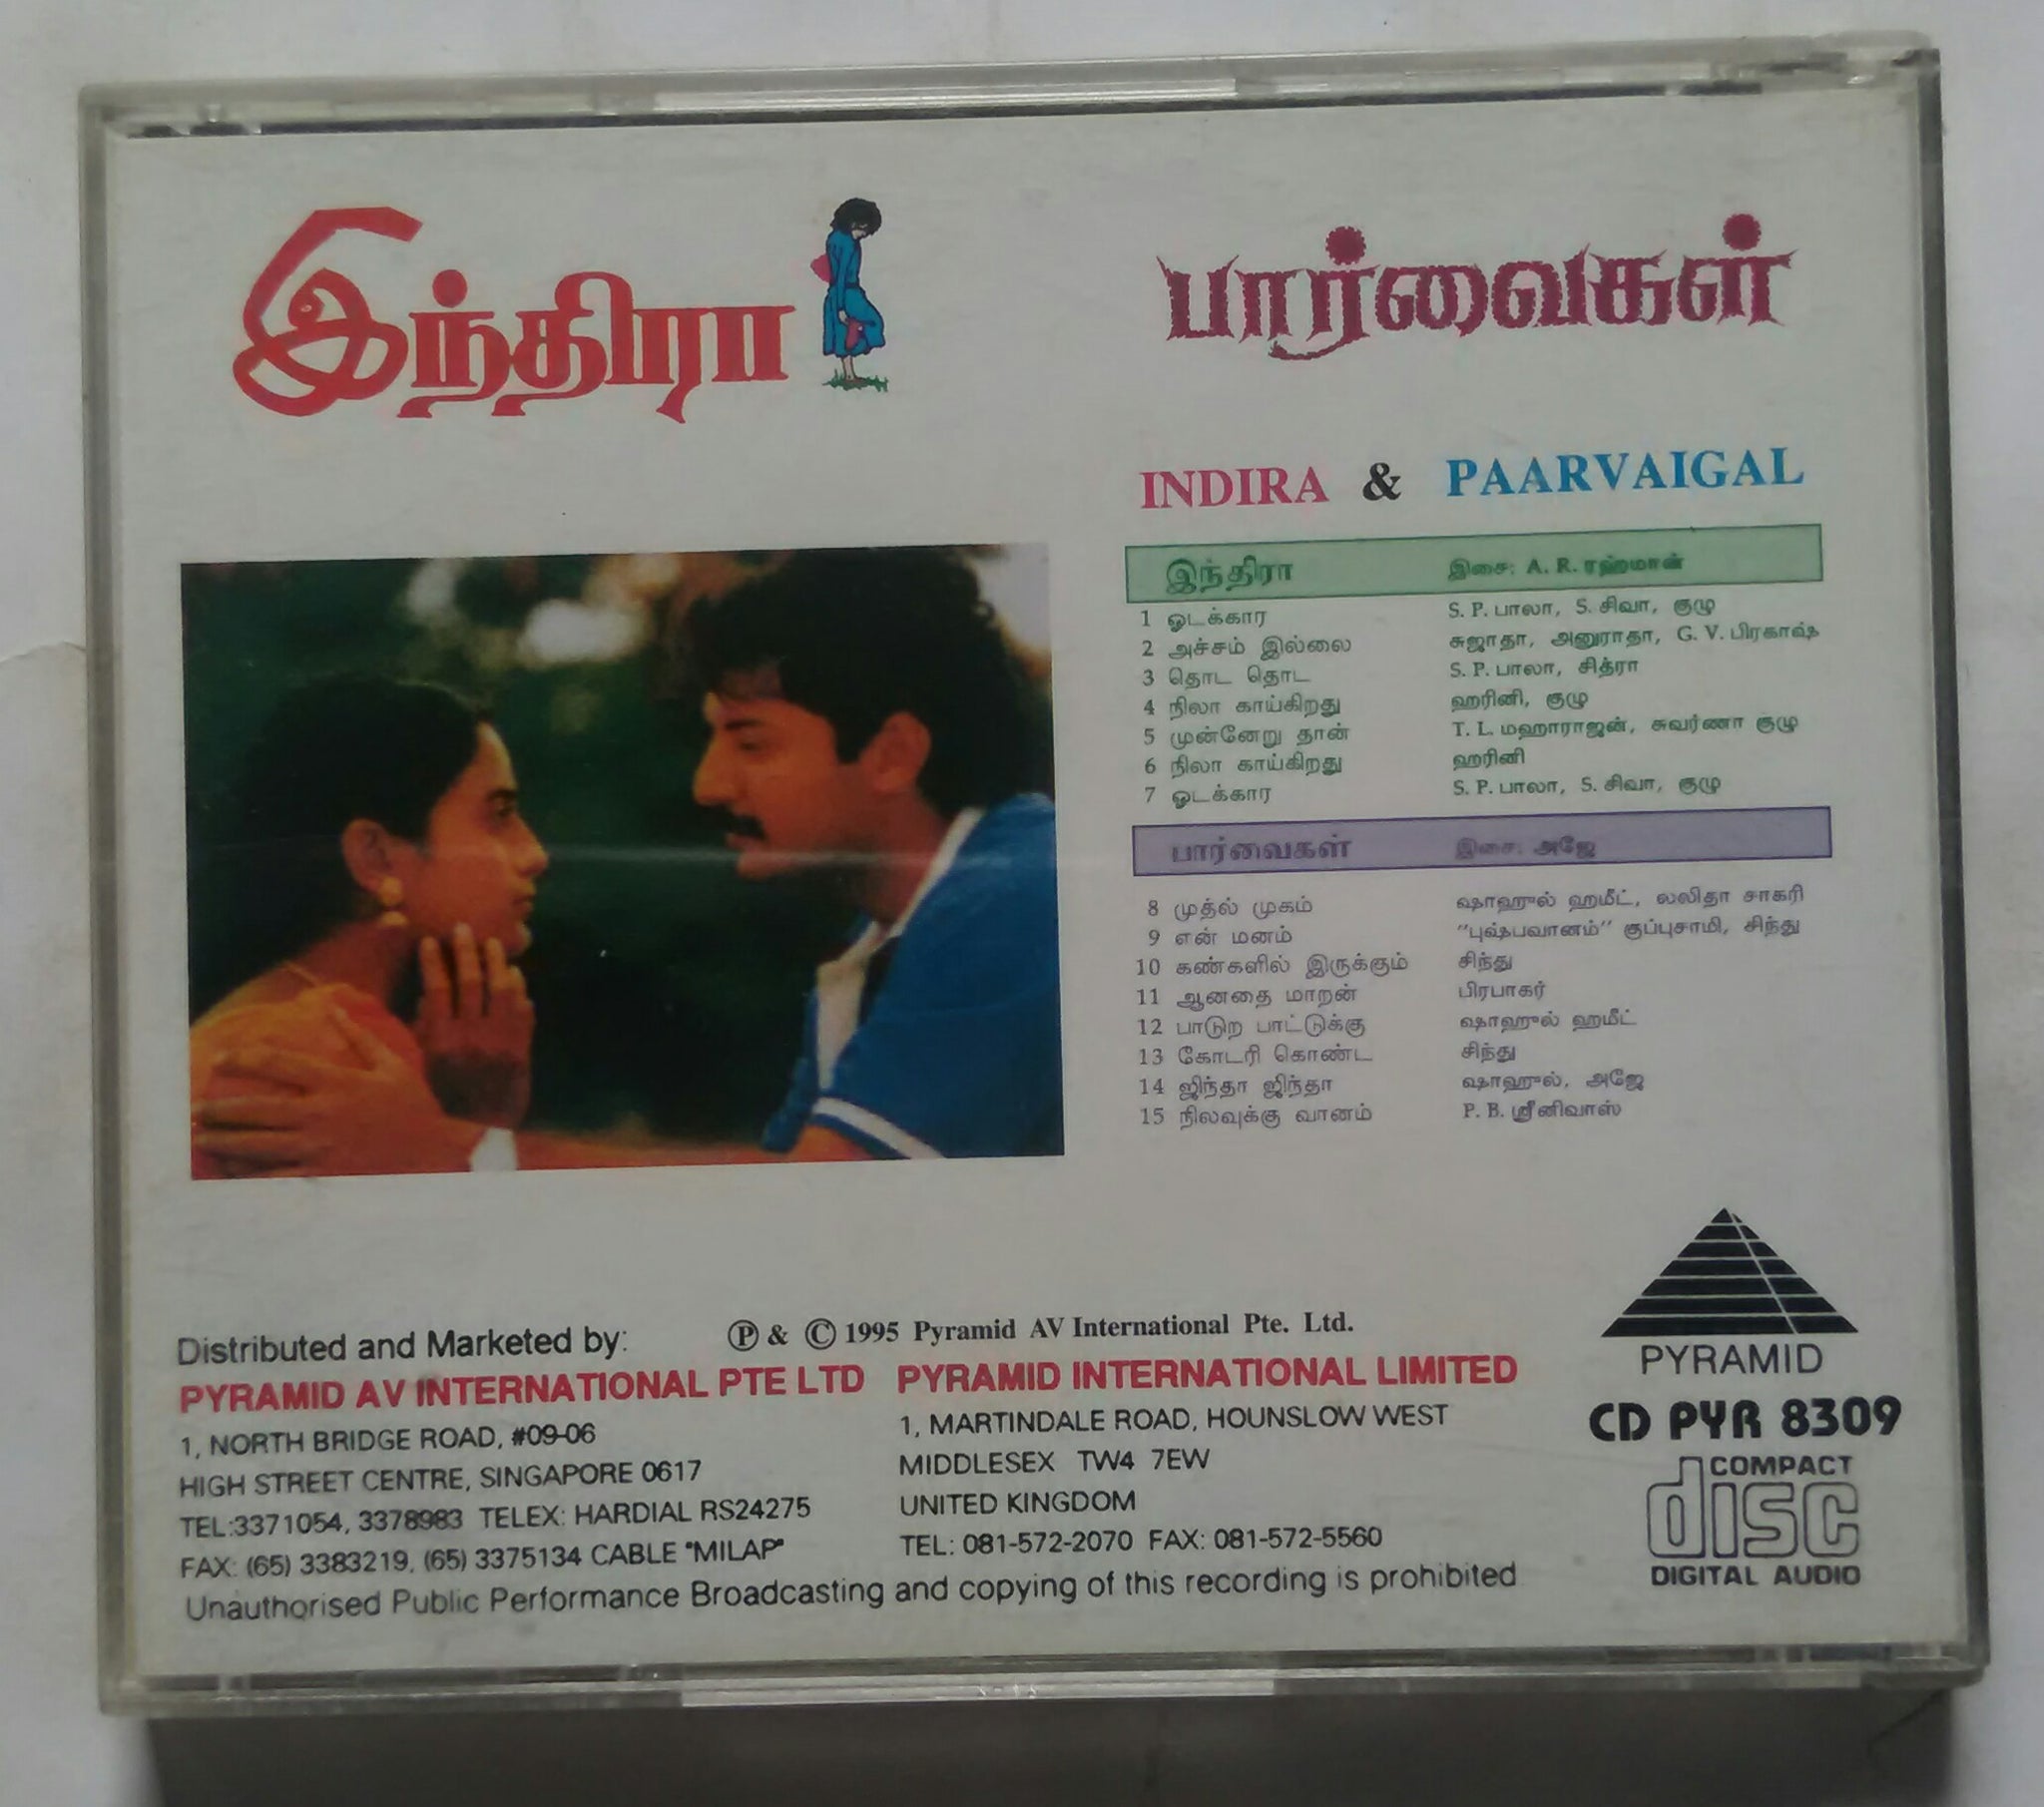 இந்திரா
பார்வைகள்
INDIRA & PAARVAIGAL
இந்திரா இசை: A. R. ரஹ்மான்
1 ஓடக்கார S. P. பாலா, S. சிவா, குழு
2 அச்சம் இல்லை சுஜாதா, அனுராதா, G. V. பிரகாஷ்
3 தொட தொட S. P. பாலா, சித்ரா
4 நிலா காய்கிறது ஹரினி, குழு
5 முன்னேறு தான் T. L. மஹாராஜன், சுவர்ணா குழு
6 நிலா காய்கிறது ஹரினி
7 ஓடக்கார S. P. பாலா, S. சிவா, குழு
பார்வைகள் இசை: அஜே
8 முத்ல் முகம் ஷாஹுல் ஹமீட், லலிதா சாகரி
9 என் மனம் "புஷ்பவானம்" குப்புசாமி, சிந்து
10 கண்களில் இருக்கும் சிந்து
11 ஆனதை மாறன் பிரபாகர்
12 பாடுற பாட்டுக்கு ஷாஹுல் ஹமீட்
13 கோடரி கொண்ட சிந்து
14 ஜிந்தா ஜிந்தா ஷாஹுல், அஜே
15 நிலவுக்கு வானம் P. B. ஸ்ரீனிவாஸ்
Distributed and Marketed by: Ⓟ & © 1995 Pyramid AV International Pte. Ltd.
PYRAMID AV INTERNATIONAL PTE LTD
1, NORTH BRIDGE ROAD, #09-06
HIGH STREET CENTRE, SINGAPORE 0617
TEL:3371054, 3378983 TELEX: HARDIAL RS24275
FAX: (65) 3383219, (65) 3375134 CABLE "MILAP"
PYRAMID INTERNATIONAL LIMITED
1, MARTINDALE ROAD, HOUNSLOW WEST
MIDDLESEX TW4 7EW
UNITED KINGDOM
TEL: 081-572-2070 FAX: 081-572-5560
Unauthorised Public Performance Broadcasting and copying of this recording is prohibited
PYRAMID
CD PYR 8309
COMPACT
disc
DIGITAL AUDIO